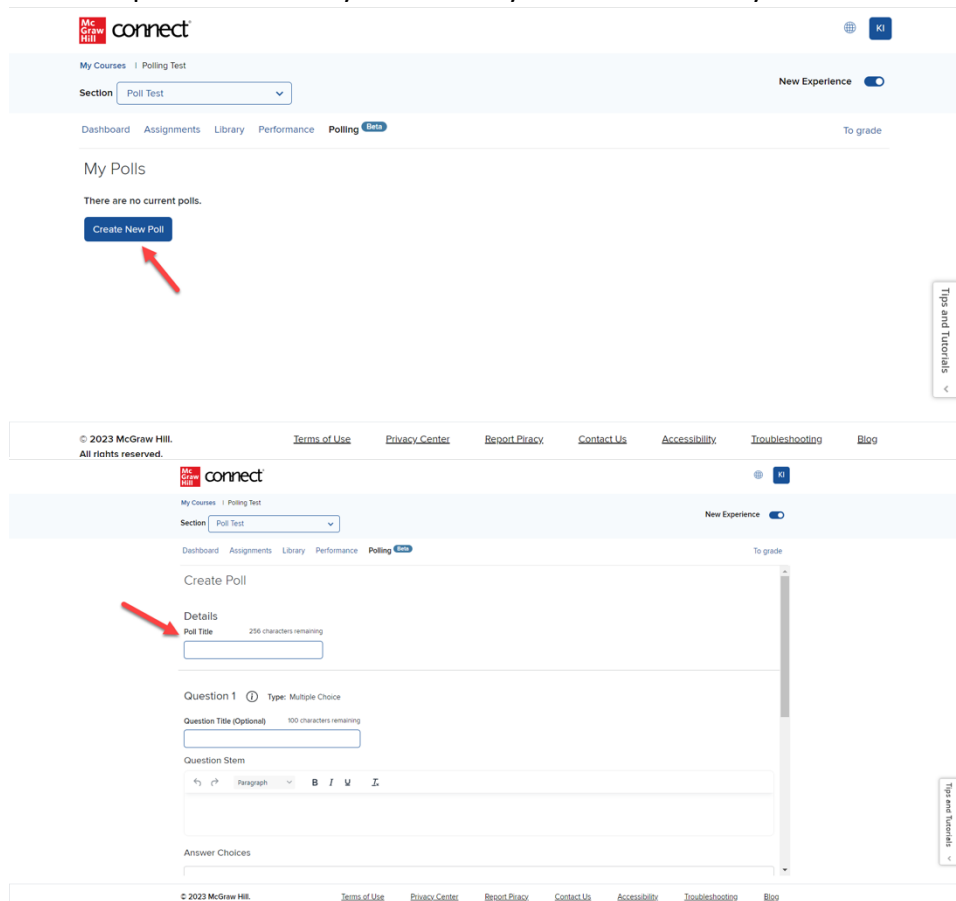 Mc
Graw
Hill
connect
KI
My Courses | Polling Test
Section Poll Test
New Experience
Dashboard Assignments Library Performance Polling Beta
To grade
My Polls
There are no current polls.
Create New Poll
Tips and Tutorials
© 2023 McGraw Hill. Terms of Use Privacy Center Report Piracy Contact Us Accessibility Troubleshooting Blog
All rights reserved.
Mc
Graw
Hill
connect
KI
My Courses | Polling Test
Section Poll Test
New Experience
Dashboard Assignments Library Performance Polling Beta
To grade
Create Poll
Details
Poll Title 256 characters remaining
Question 1 Type: Multiple Choice
Question Title (Optional) 100 characters remaining
Question Stem
Paragraph B I U
Answer Choices
Tips and Tutorials
© 2023 McGraw Hill. Terms of Use Privacy Center Report Piracy Contact Us Accessibility Troubleshooting Blog